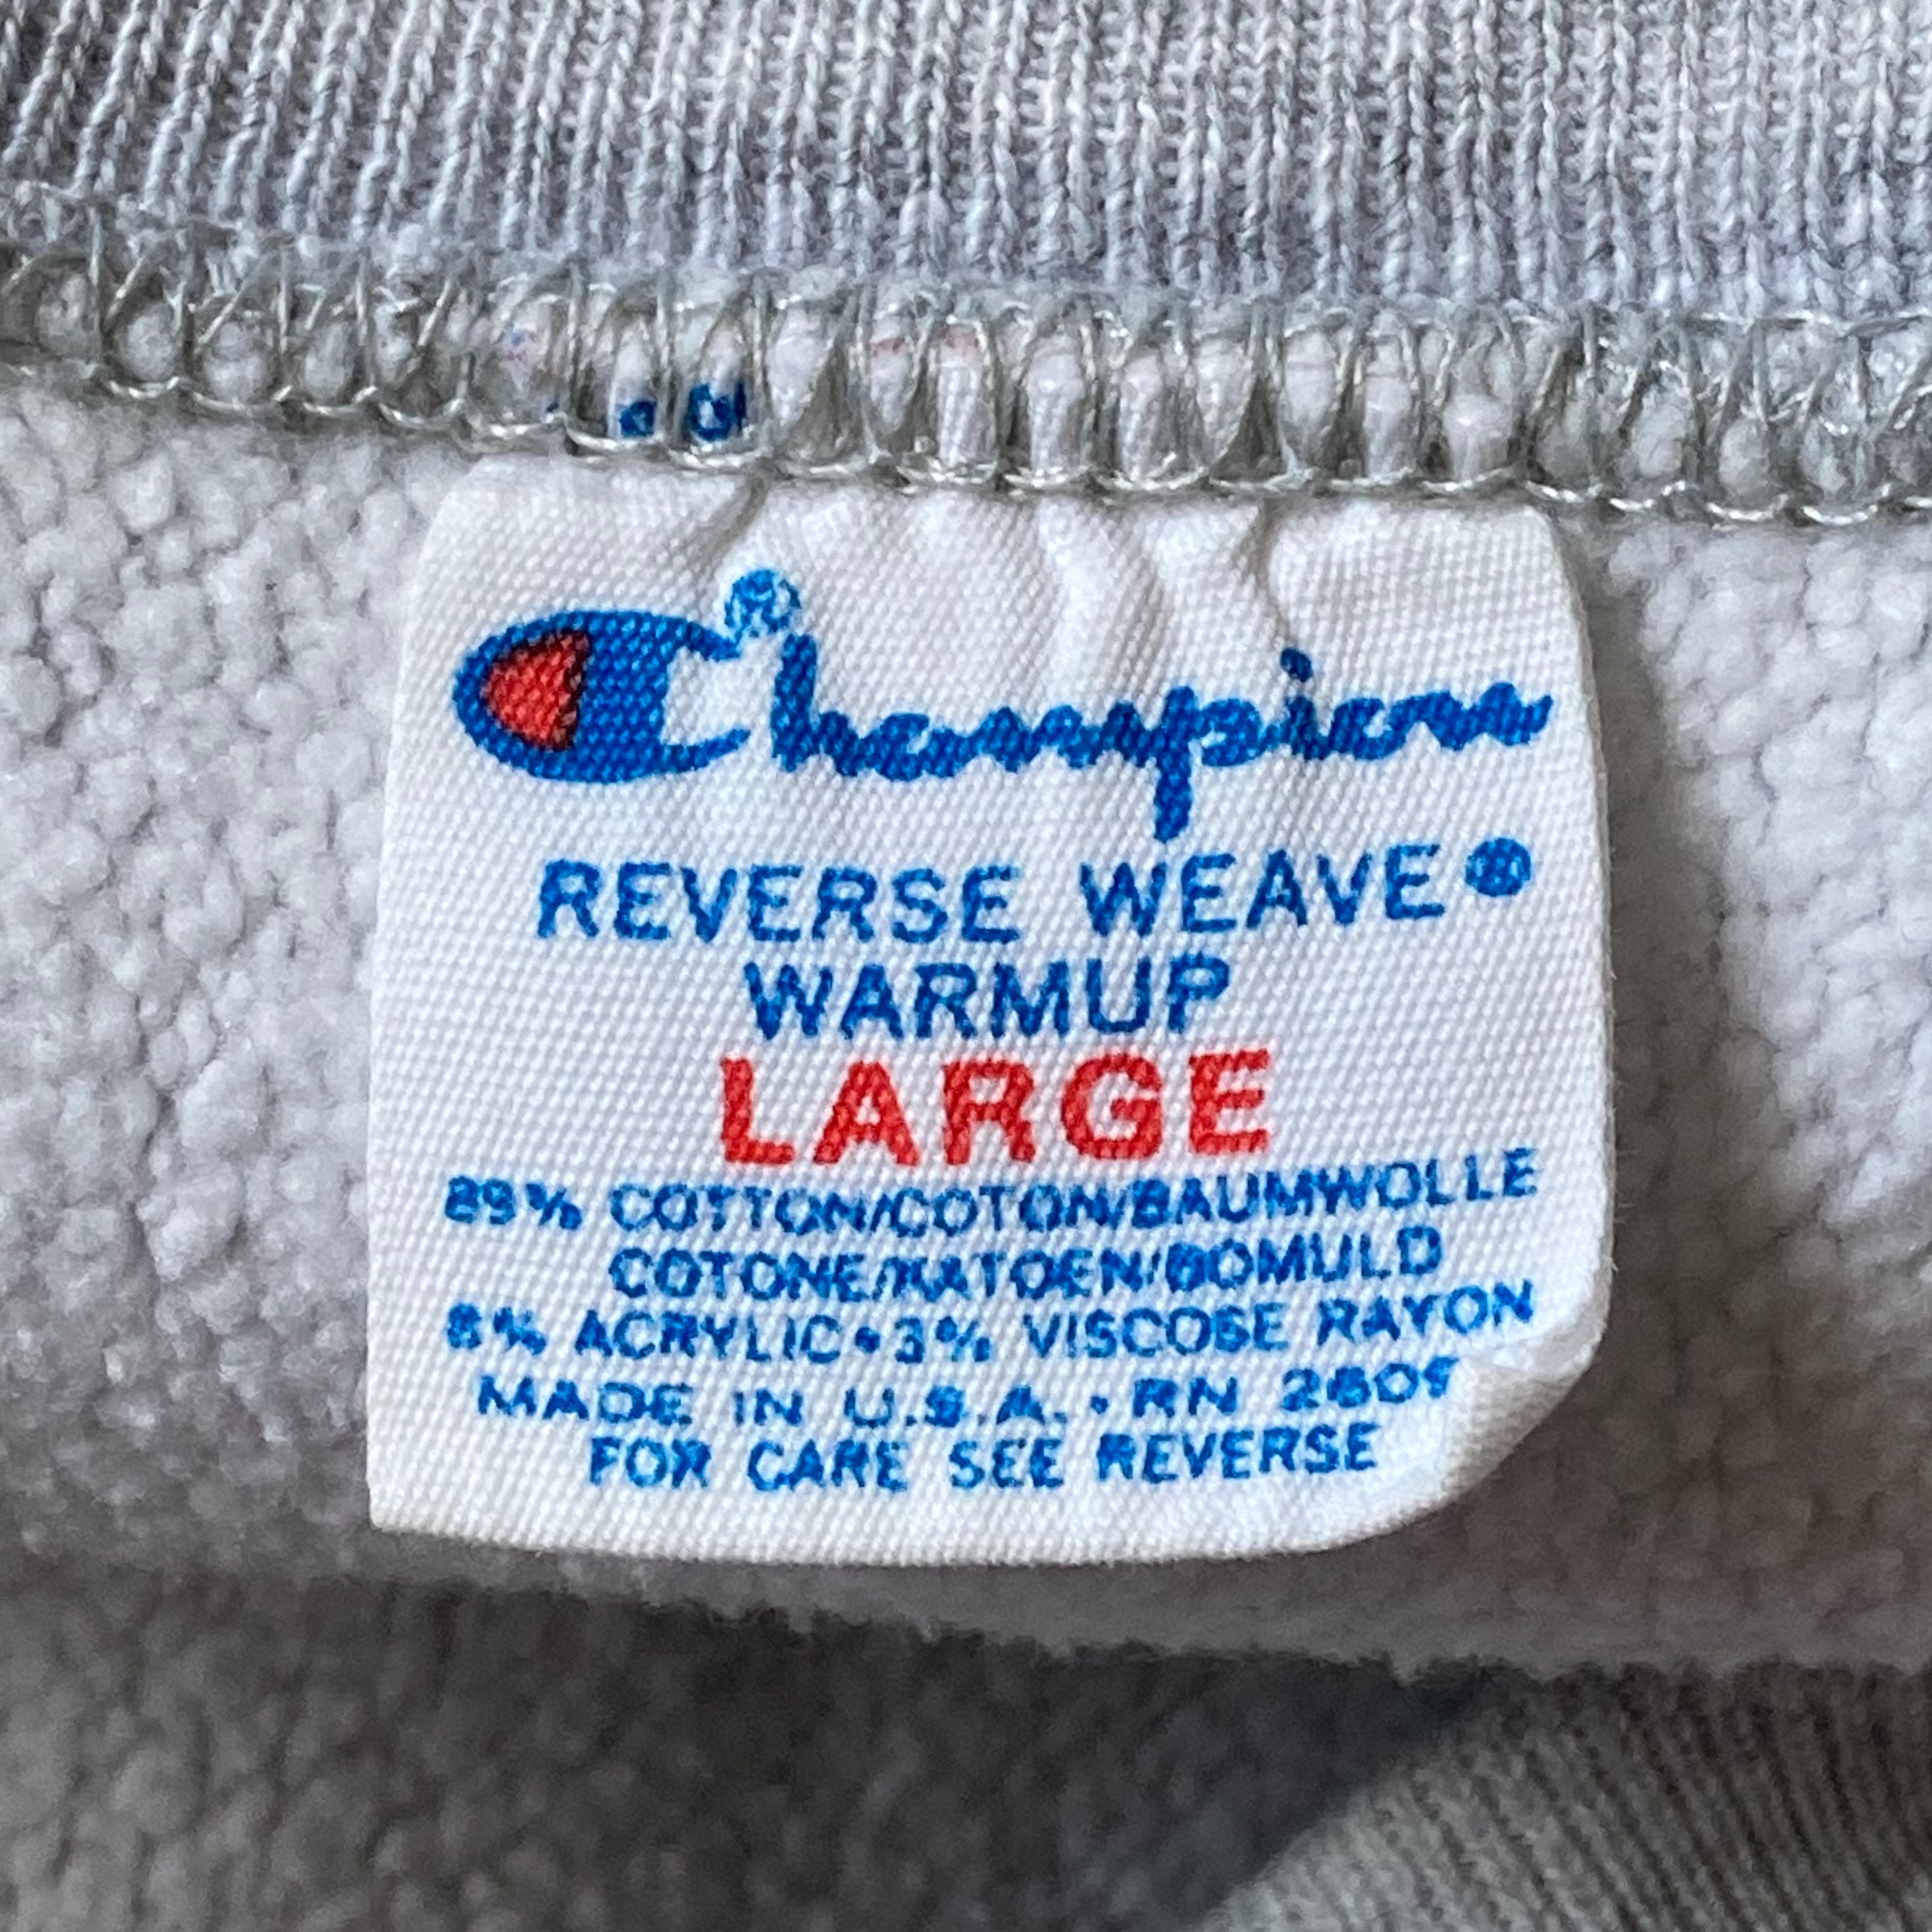 Champion®
REVERSE WEAVE®
WARMUP
LARGE
89% COTTON/COTON/BAUMWOLLE
COTONE/KATOEN/BOMULD
8% ACRYLIC•3% VISCOSE RAYON
MADE IN U.S.A. • RN 26094
FOR CARE SEE REVERSE